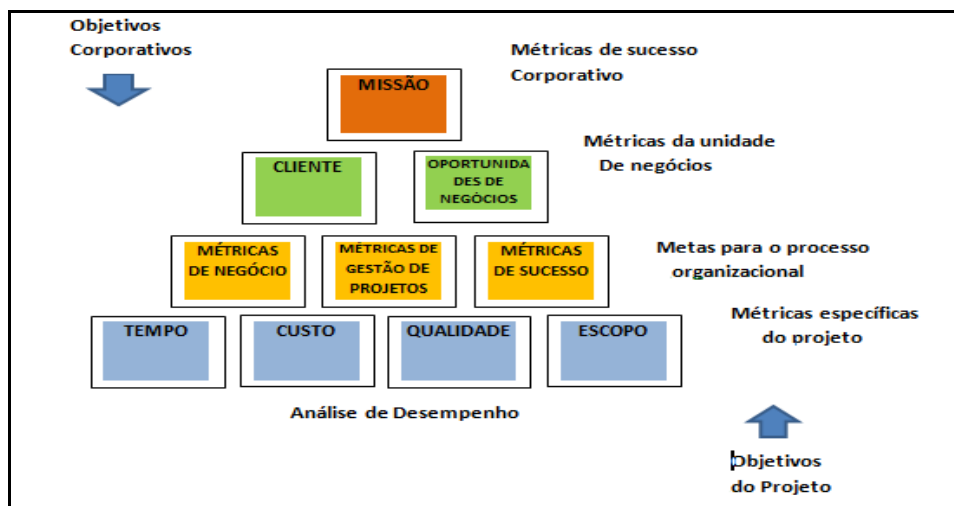 Objetivos
Corporativos
Métricas de sucesso
Corporativo
MISSÃO
Métricas da unidade
De negócios
CLIENTE
OPORTUNIDA
DES DE
NEGÓCIOS
MÉTRICAS
DE NEGÓCIO
MÉTRICAS DE
GESTÃO DE
PROJETOS
MÉTRICAS
DE SUCESSO
Metas para o processo
organizacional
TEMPO
CUSTO
QUALIDADE
ESCOPO
Métricas específicas
do projeto
Análise de Desempenho
Objetivos
do Projeto